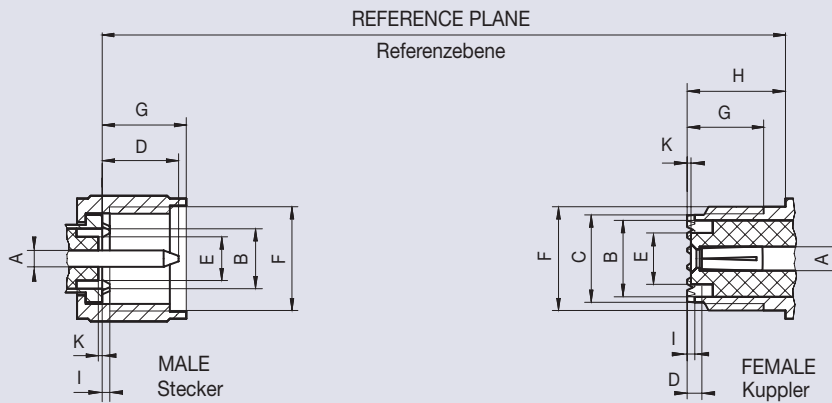 REFERENCE PLANE
Referenzebene
H
G
G
D
K
A
E
B
F
F
C
B
E
A
K
I
MALE
Stecker
I
D
FEMALE
Kuppler